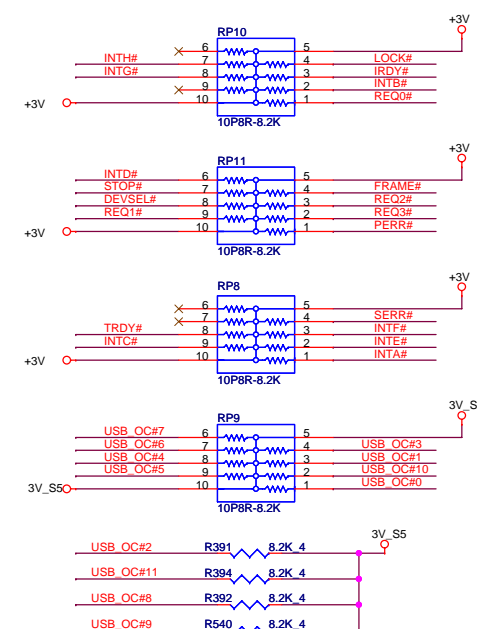 RP10
+3V
6 5
INTH# 7 4 LOCK#
INTG# 8 3 IRDY#
9 2 INTB#
+3V 10 1 REQ0#
10P8R-8.2K
RP11
+3V
INTD# 6 5
STOP# 7 4 FRAME#
DEVSEL# 8 3 REQ2#
REQ1# 9 2 REQ3#
+3V 10 1 PERR#
10P8R-8.2K
RP8
+3V
6 5
7 4 SERR#
TRDY# 8 3 INTF#
INTC# 9 2 INTE#
+3V 10 1 INTA#
10P8R-8.2K
RP9
3V_S
USB_OC#7 6 5
USB_OC#6 7 4 USB_OC#3
USB_OC#4 8 3 USB_OC#1
USB_OC#5 9 2 USB_OC#10
3V_S5 10 1 USB_OC#0
10P8R-8.2K
3V_S5
USB_OC#2 R391 8.2K_4
USB_OC#11 R394 8.2K_4
USB_OC#8 R392 8.2K_4
USB_OC#9 R540 8.2K_4